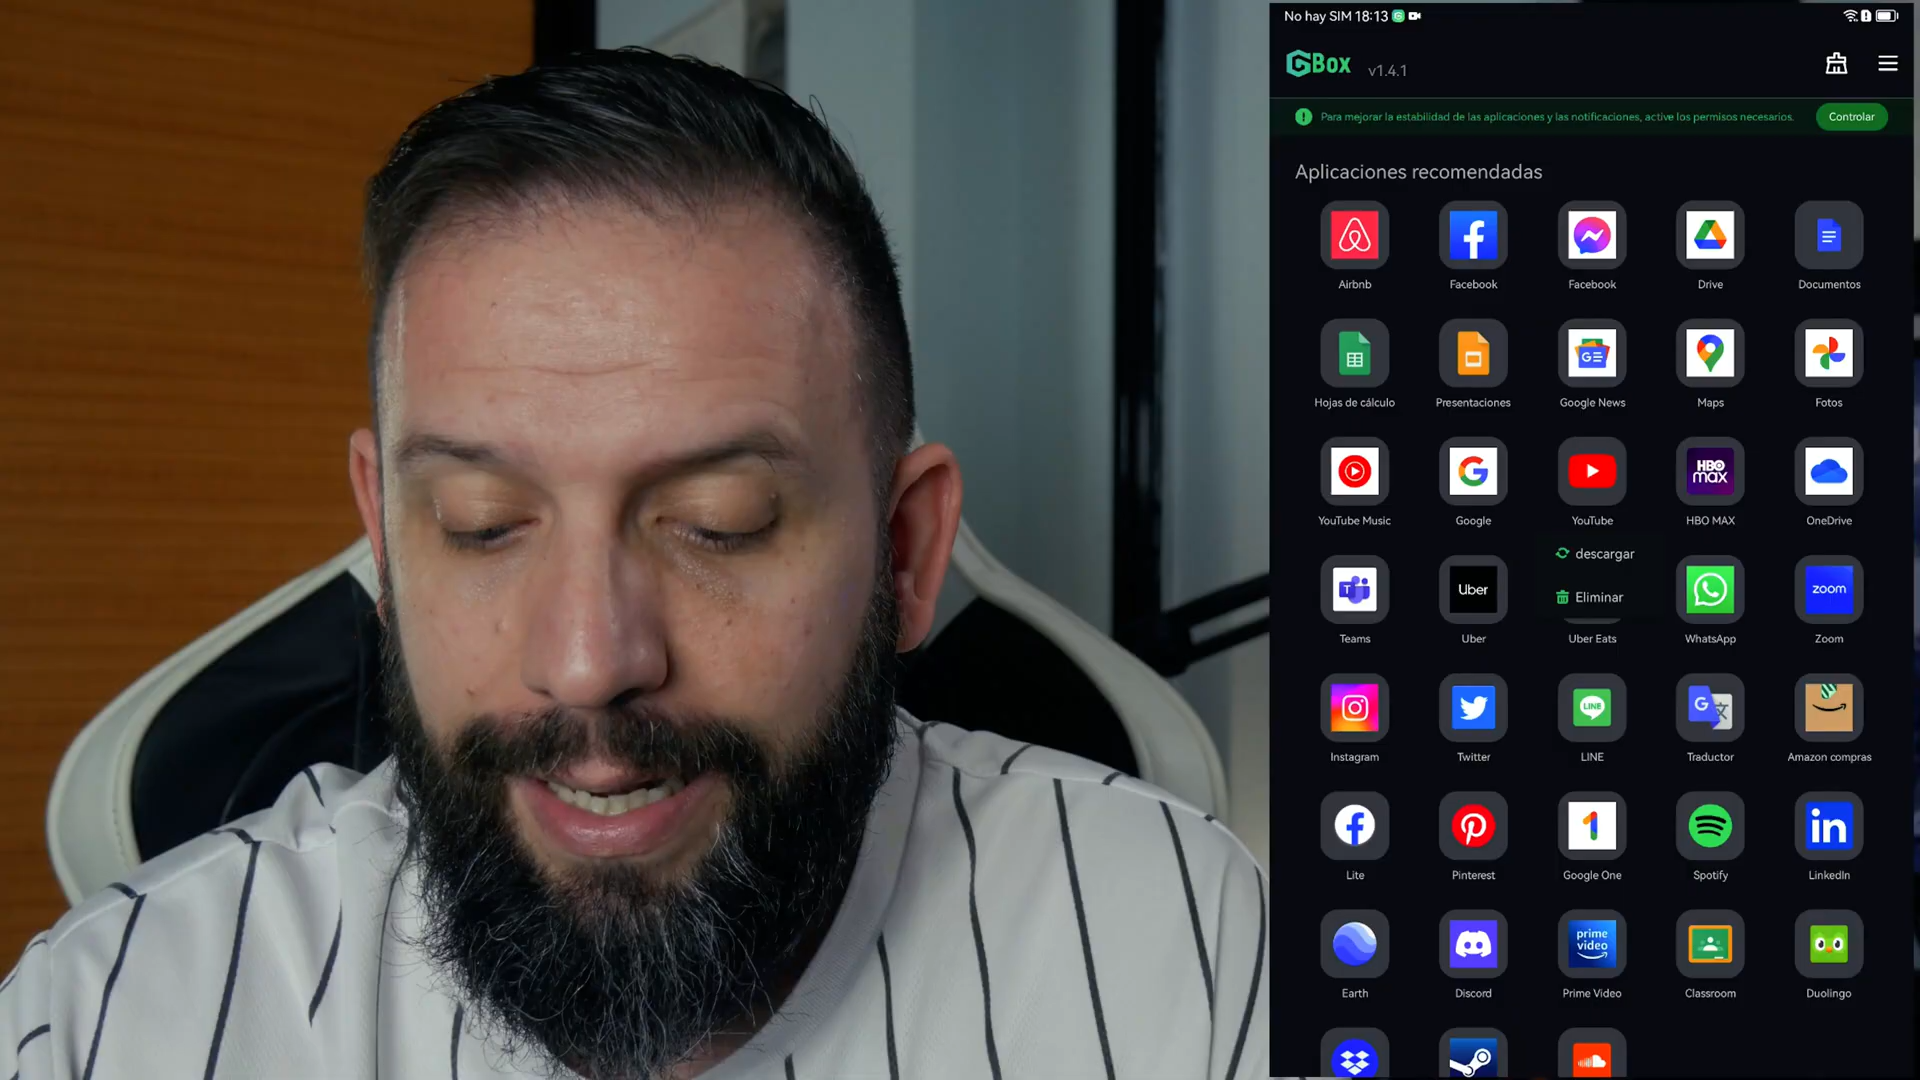 No hay SIM 18:13
GBox v1.4.1
Para mejorar la estabilidad de las aplicaciones y las notificaciones, active los permisos necesarios. Controlar
Aplicaciones recomendadas
Airbnb Facebook Facebook Drive Documentos
GE
Hojas de cálculo Presentaciones Google News Maps Fotos
HBO
max
YouTube Music Google YouTube HBO MAX OneDrive
descargar
Uber zoom
Eliminar
Teams Uber Uber Eats WhatsApp Zoom
LINE
Instagram Twitter LINE Traductor Amazon compras
in
Lite Pinterest Google One Spotify LinkedIn
prime
video
Earth Discord Prime Video Classroom Duolingo